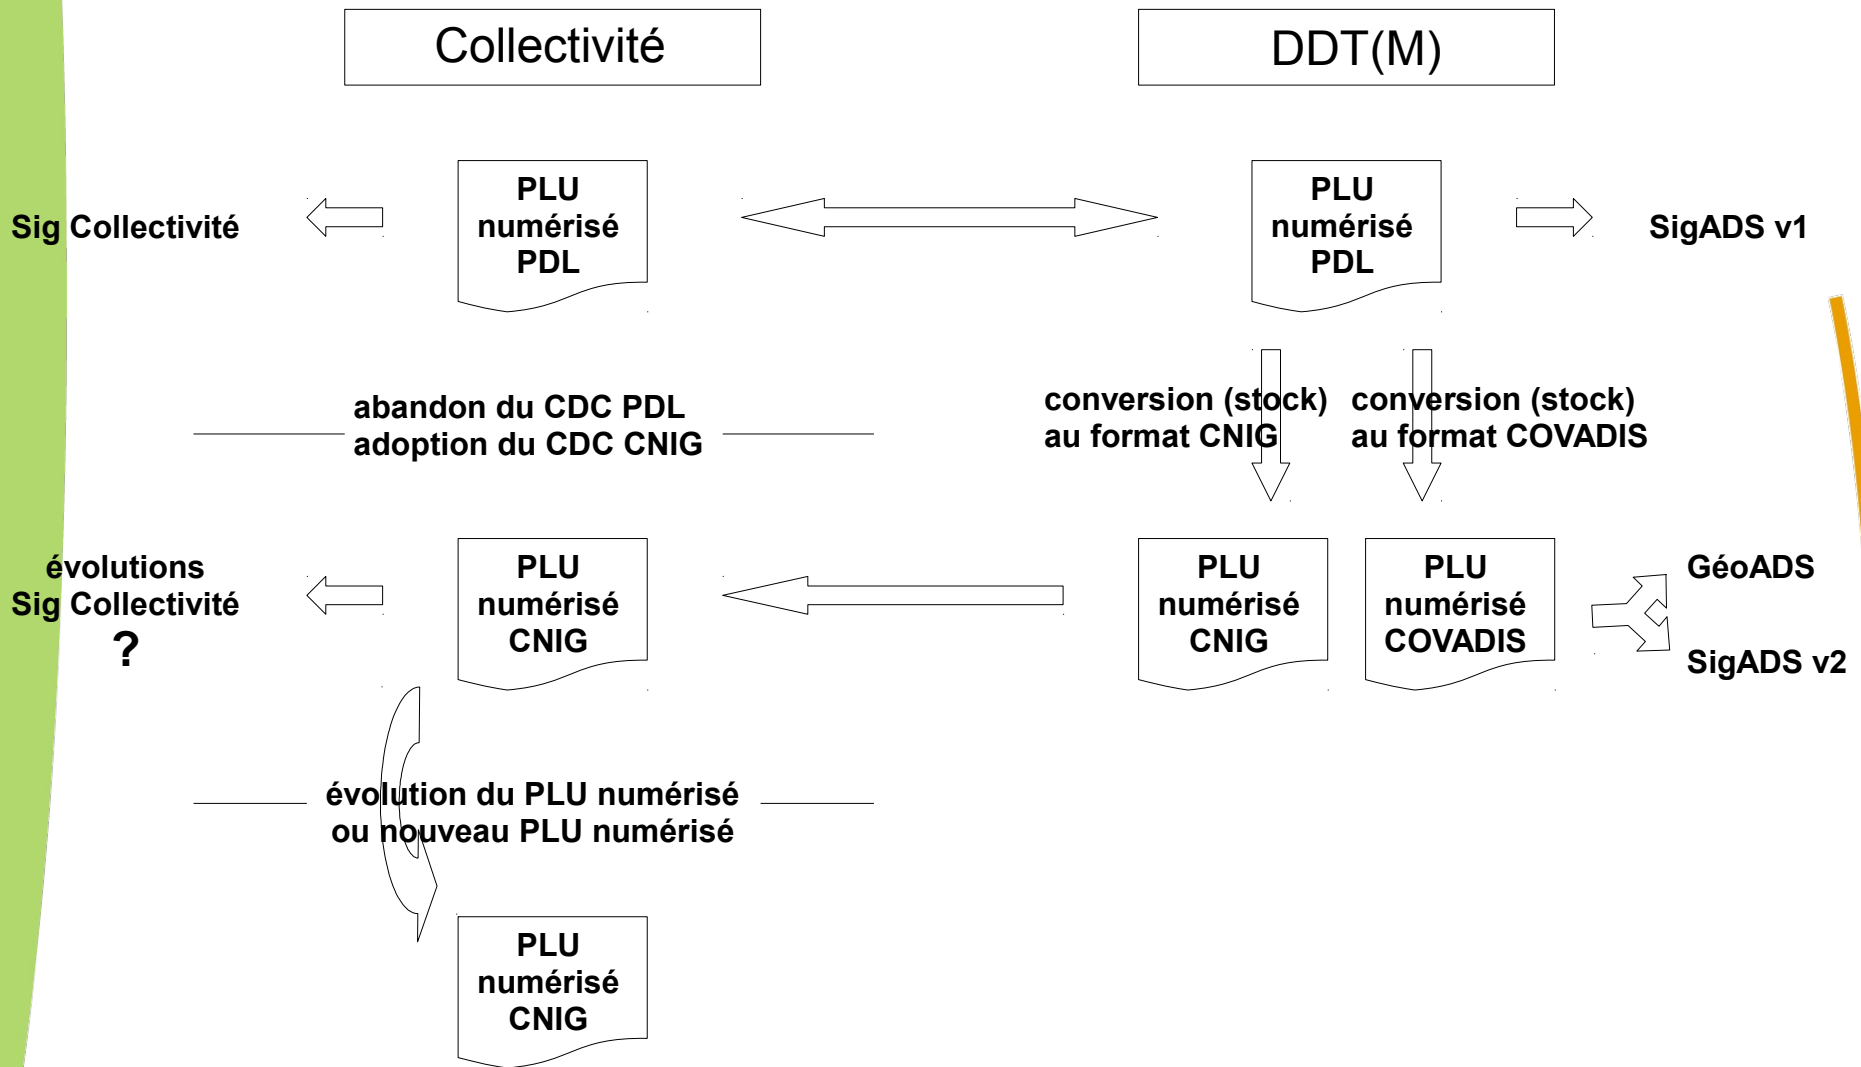 Collectivité
DDT(M)
Sig Collectivité
PLU
numérisé
PDL
PLU
numérisé
PDL
SigADS v1
abandon du CDC PDL
adoption du CDC CNIG
conversion (stock)
au format CNIG
conversion (stock)
au format COVADIS
évolutions
Sig Collectivité
?
PLU
numérisé
CNIG
PLU
numérisé
CNIG
PLU
numérisé
COVADIS
GéoADS
SigADS v2
évolution du PLU numérisé
ou nouveau PLU numérisé
PLU
numérisé
CNIG